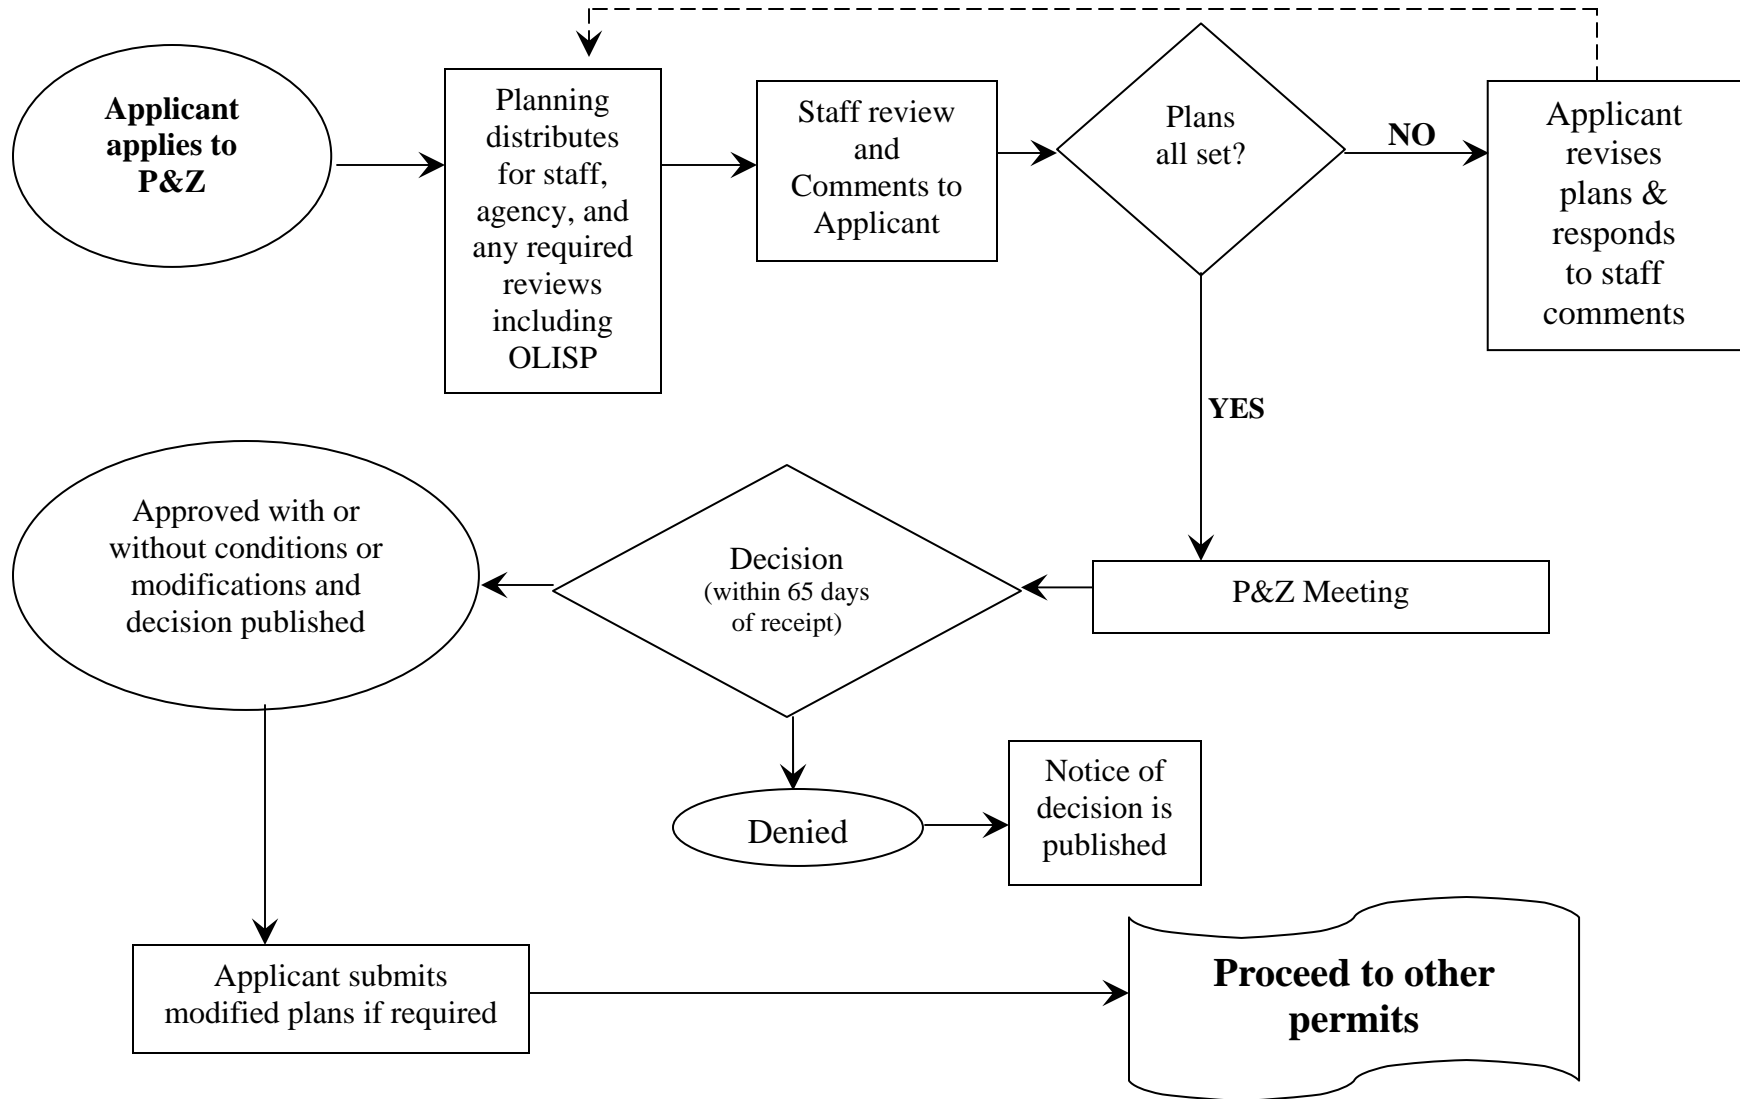 Applicant
applies to
P&Z
Planning
distributes
for staff,
agency, and
any required
reviews
including
OLISP
Staff review
and
Comments to
Applicant
Plans
all set?
NO
Applicant
revises
plans &
responds
to staff
comments
YES
P&Z Meeting
Decision
(within 65 days
of receipt)
Approved with or
without conditions or
modifications and
decision published
Denied
Notice of
decision is
published
Applicant submits
modified plans if required
Proceed to other
permits